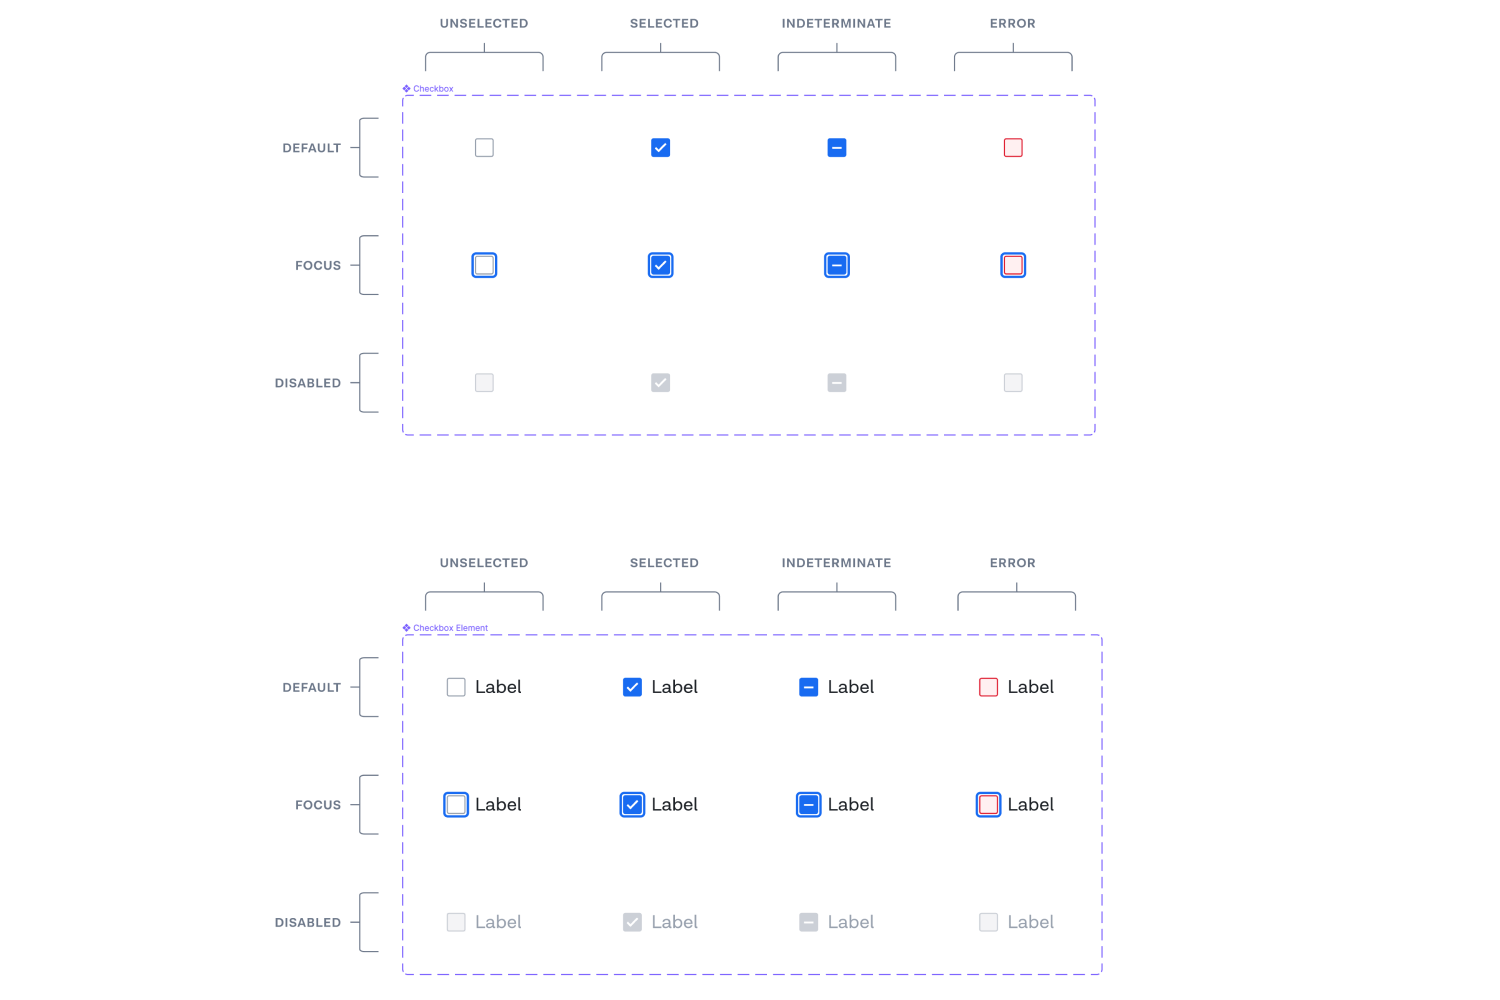 UNSELECTED SELECTED INDETERMINATE ERROR
Checkbox
DEFAULT
FOCUS
DISABLED
UNSELECTED SELECTED INDETERMINATE ERROR
Checkbox Element
DEFAULT Label Label Label Label
FOCUS Label Label Label Label
DISABLED Label Label Label Label